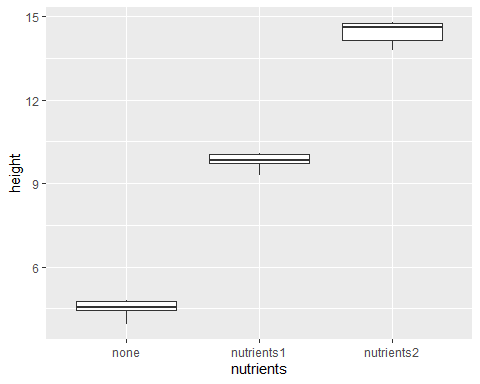 15
12
9
6
height
none
nutrients1
nutrients2
nutrients